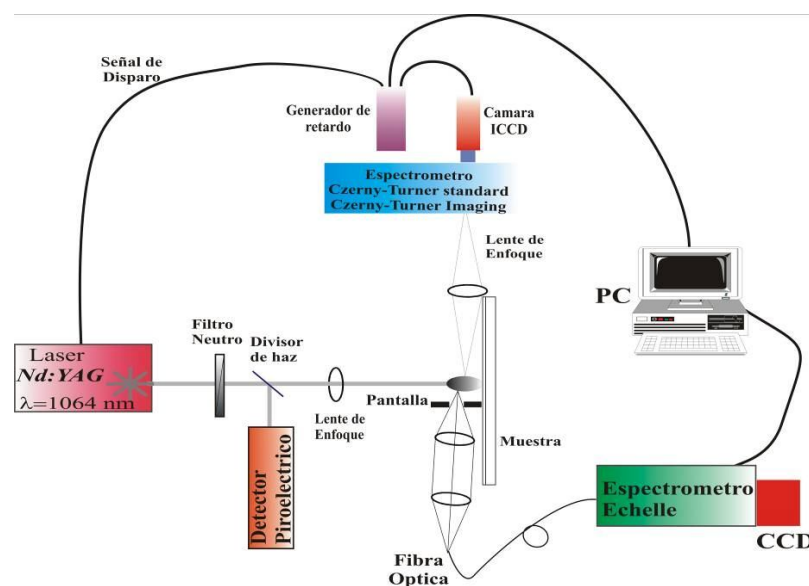 Señal de
Disparo
Generador de
retardo
Camara
ICCD
Espectrometro
Czerny-Turner standard
Czerny-Turner Imaging
Lente de
Enfoque
PC
Filtro
Neutro
Divisor
de haz
Laser
Nd:YAG
λ=1064 nm
Lente de
Enfoque
Pantalla
Muestra
Detector
Piroelectrico
Espectrometro
Echelle
CCD
Fibra
Optica